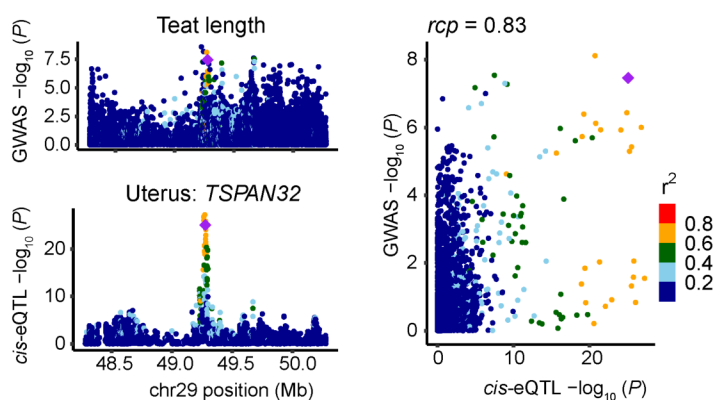 Teat length
GWAS −log10 (P)
7.5
5.0
2.5
0.0
Uterus: TSPAN32
cis-eQTL −log10 (P)
20
10
0
48.5 49.0 49.5 50.0
chr29 position (Mb)
rcp = 0.83
GWAS −log10 (P)
8
6
4
2
0
0 10 20
cis-eQTL −log10 (P)
r2
0.8
0.6
0.4
0.2